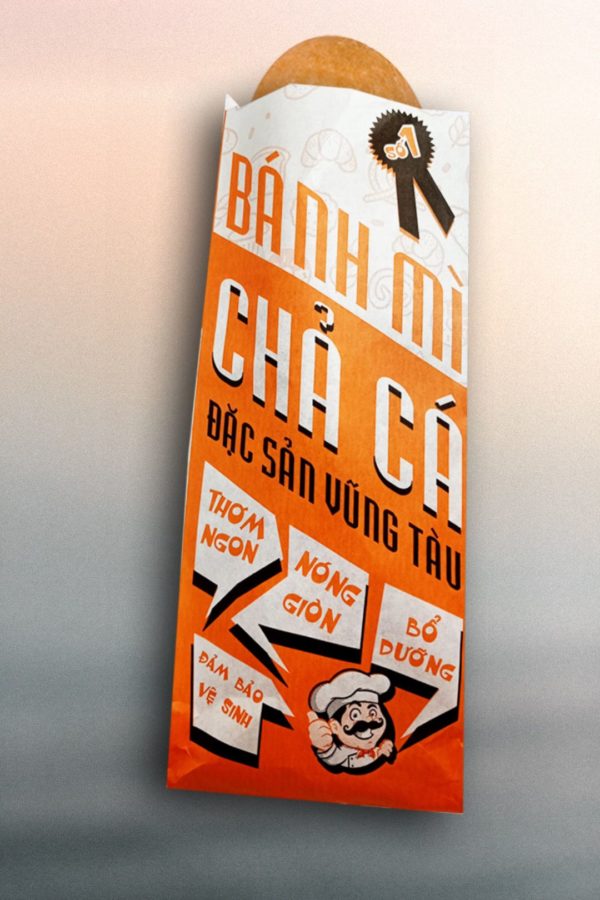 SỐ 1
BÁNH MÌ
CHẢ CÁ
ĐẶC SẢN VŨNG TÀU
THƠM
NGON
NÓNG
GIÒN
BỔ
DƯỠNG
ĐẢM BẢO
VỆ SINH